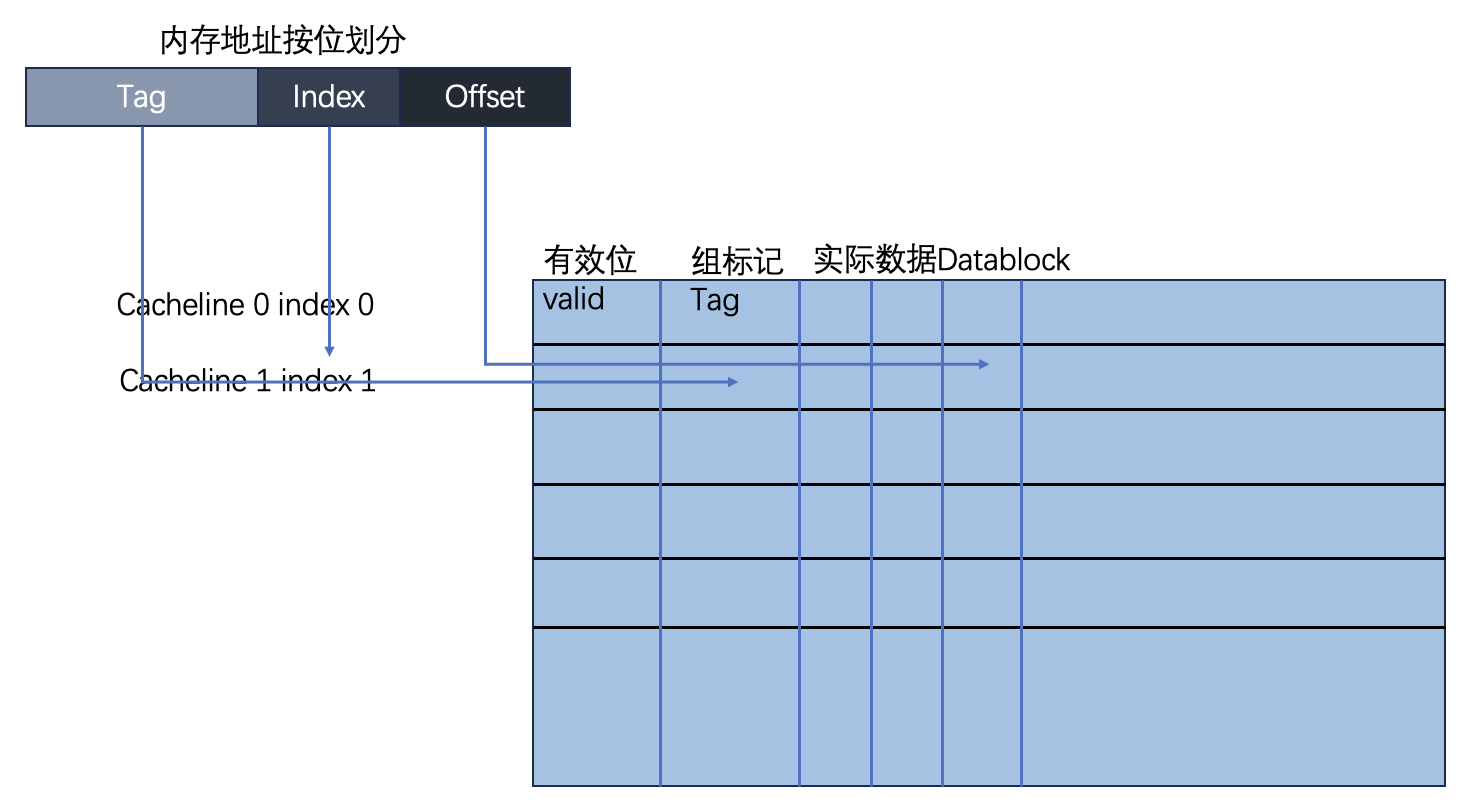 内存地址按位划分
Tag Index Offset
有效位 组标记 实际数据Datablock
valid Tag
Cacheline 0 index 0
Cacheline 1 index 1